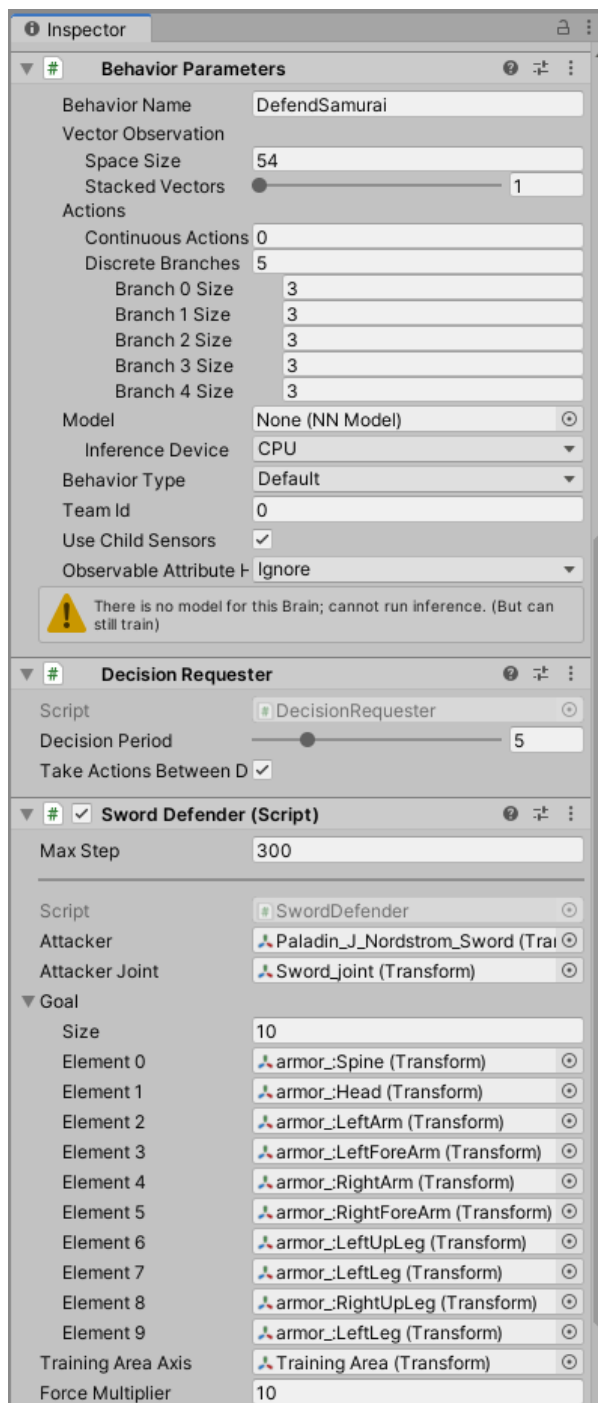 Inspector
Behavior Parameters
Behavior Name DefendSamurai
Vector Observation
Space Size 54
Stacked Vectors 1
Actions
Continuous Actions 0
Discrete Branches 5
Branch 0 Size 3
Branch 1 Size 3
Branch 2 Size 3
Branch 3 Size 3
Branch 4 Size 3
Model None (NN Model)
Inference Device CPU
Behavior Type Default
Team Id 0
Use Child Sensors
Observable Attribute H Ignore
There is no model for this Brain; cannot run inference. (But can
still train)
Decision Requester
Script DecisionRequester
Decision Period 5
Take Actions Between D
Sword Defender (Script)
Max Step 300
Script SwordDefender
Attacker Paladin_J_Nordstrom_Sword (Tra
Attacker Joint Sword_joint (Transform)
Goal
Size 10
Element 0 armor_:Spine (Transform)
Element 1 armor_:Head (Transform)
Element 2 armor_:LeftArm (Transform)
Element 3 armor_:LeftForeArm (Transform)
Element 4 armor_:RightArm (Transform)
Element 5 armor_:RightForeArm (Transform)
Element 6 armor_:LeftUpLeg (Transform)
Element 7 armor_:LeftLeg (Transform)
Element 8 armor_:RightUpLeg (Transform)
Element 9 armor_:LeftLeg (Transform)
Training Area Axis Training Area (Transform)
Force Multiplier 10